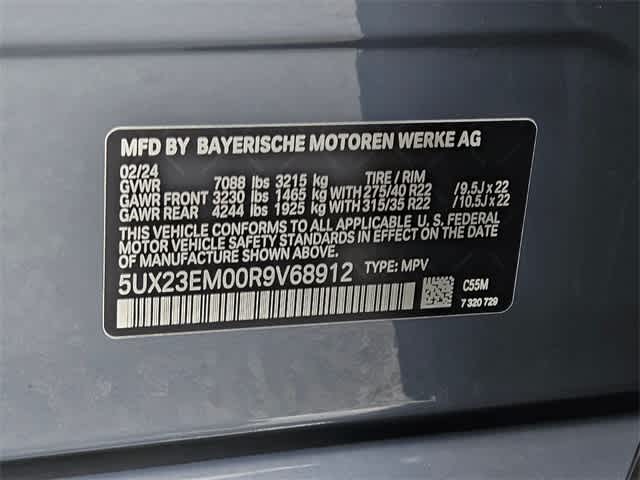 MFD BY BAYERISCHE MOTOREN WERKE AG
02/24 TIRE / RIM
GVWR 7088 lbs 3215 kg
GAWR FRONT 3230 lbs 1465 kg WITH 275/40 R22 /9.5J x 22
GAWR REAR 4244 lbs 1925 kg WITH 315/35 R22 /10.5J x 22
THIS VEHICLE CONFORMS TO ALL APPLICABLE U. S. FEDERAL
MOTOR VEHICLE SAFETY STANDARDS IN EFFECT ON THE DATE
OF MANUFACTURE SHOWN ABOVE.
5UX23EM00R9V68912 TYPE: MPV
C55M
7 320 729